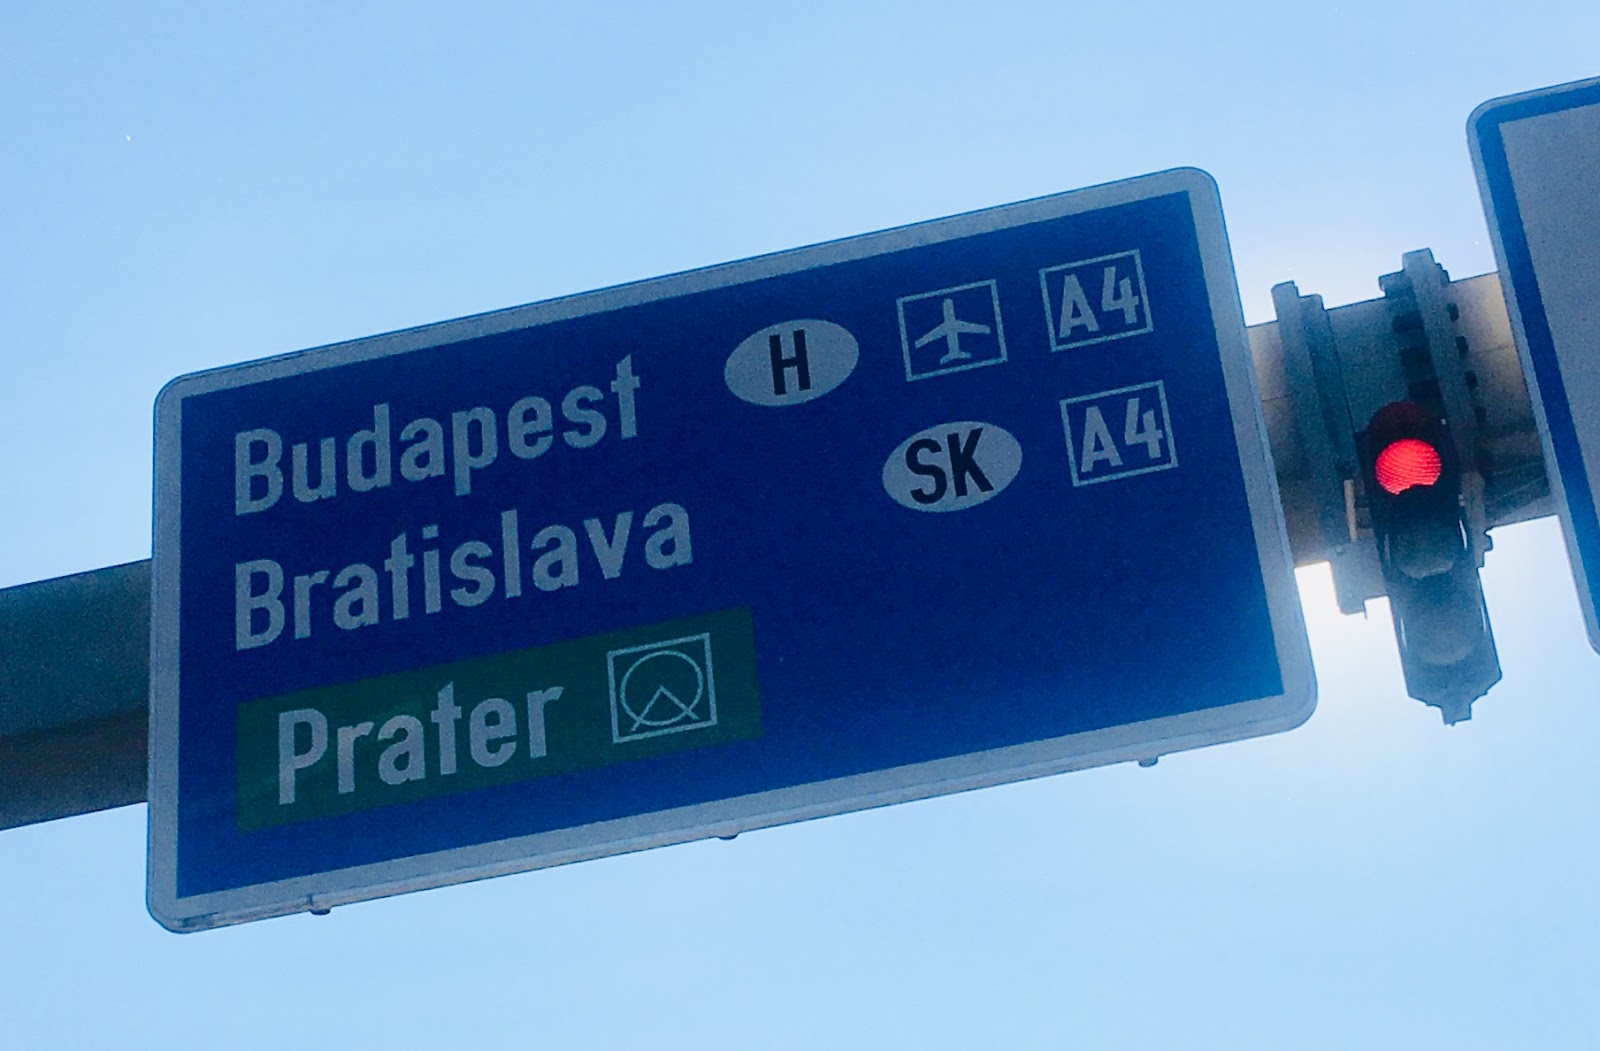 Budapest H A4
Bratislava SK A4
Prater